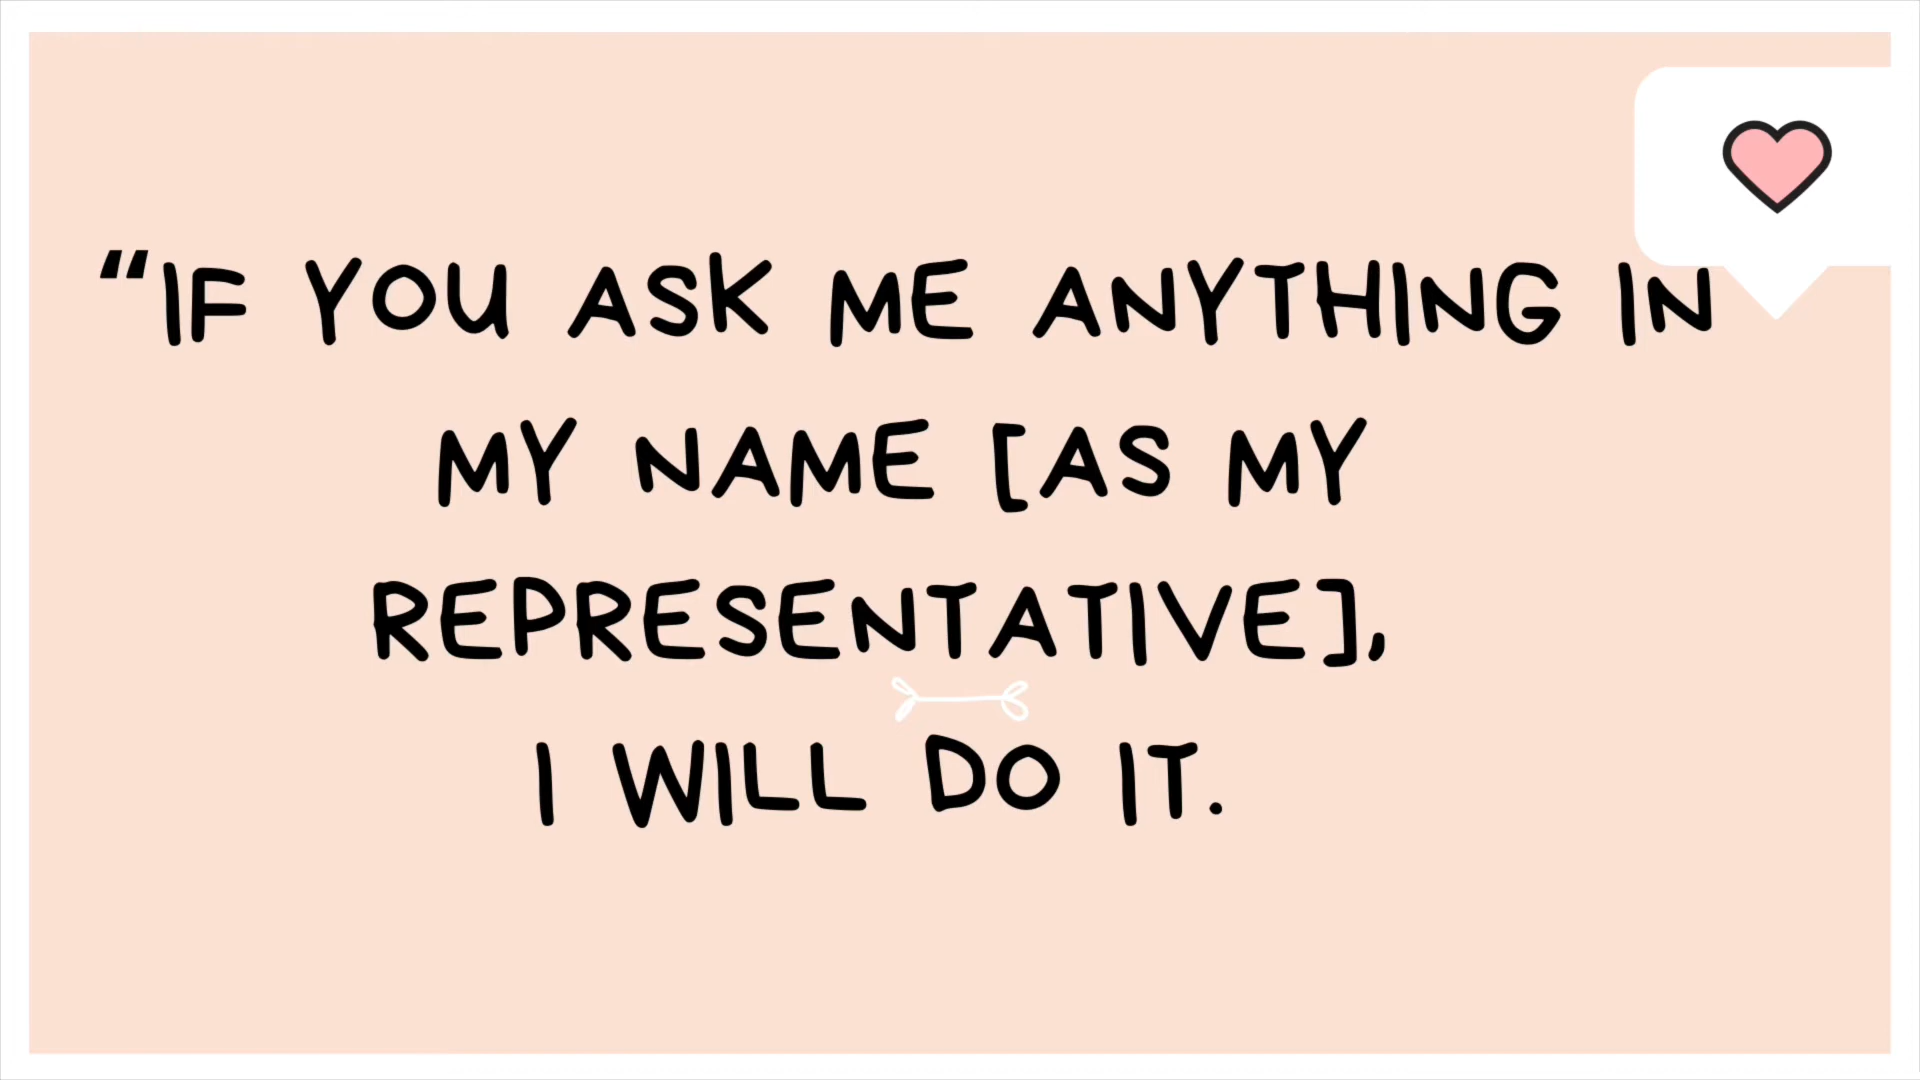 “IF YOU ASK ME ANYTHING IN
MY NAME [AS MY
REPRESENTATIVE],
I WILL DO IT.